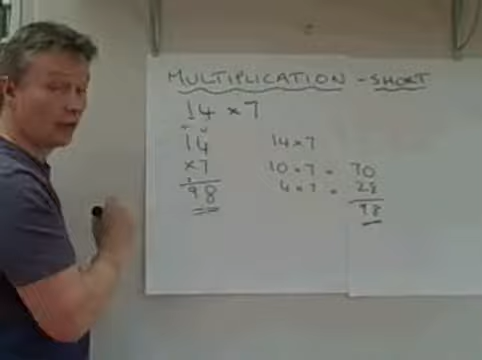 MULTIPLICATION - SHORT
14 x 7
14
x 7
98
14 x 7
10 x 7 = 70
4 x 7 = 28
98